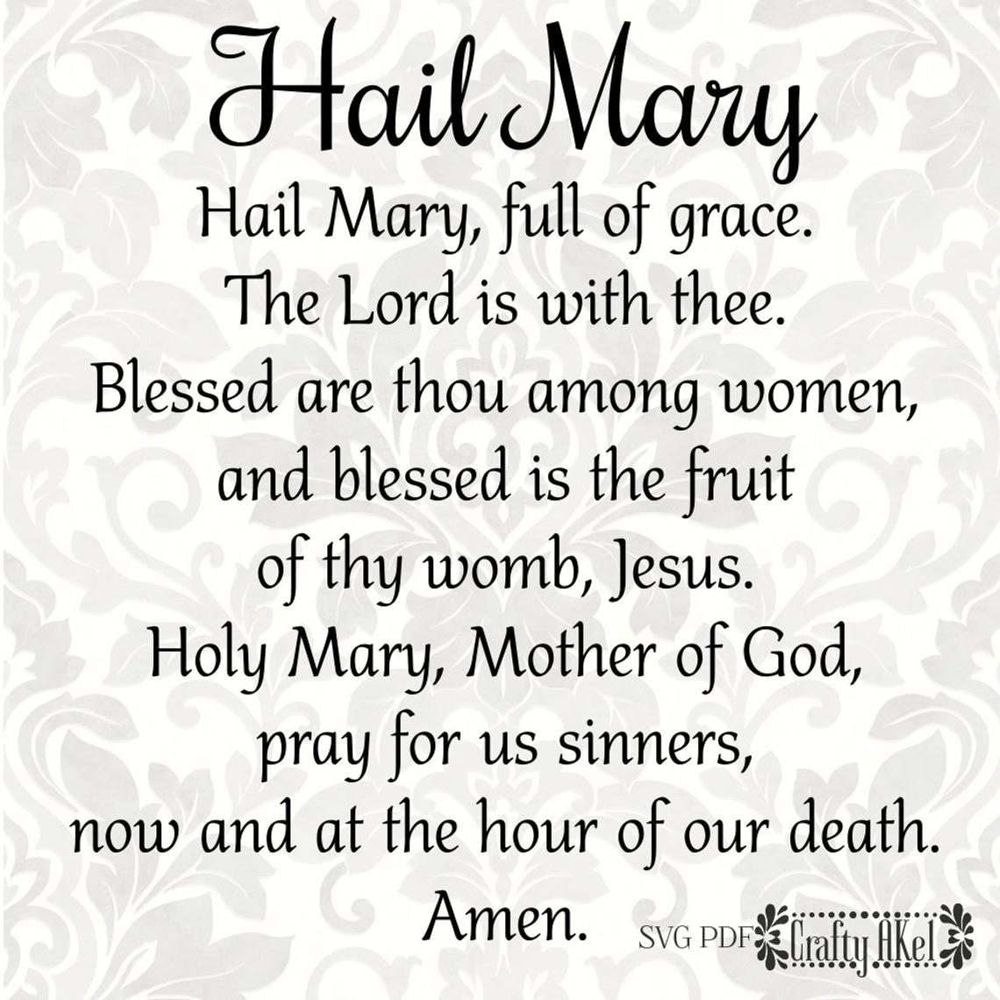 Hail Mary
Hail Mary, full of grace.
The Lord is with thee.
Blessed are thou among women,
and blessed is the fruit
of thy womb, Jesus.
Holy Mary, Mother of God,
pray for us sinners,
now and at the hour of our death.
Amen.
SVG PDF Crafty AKel